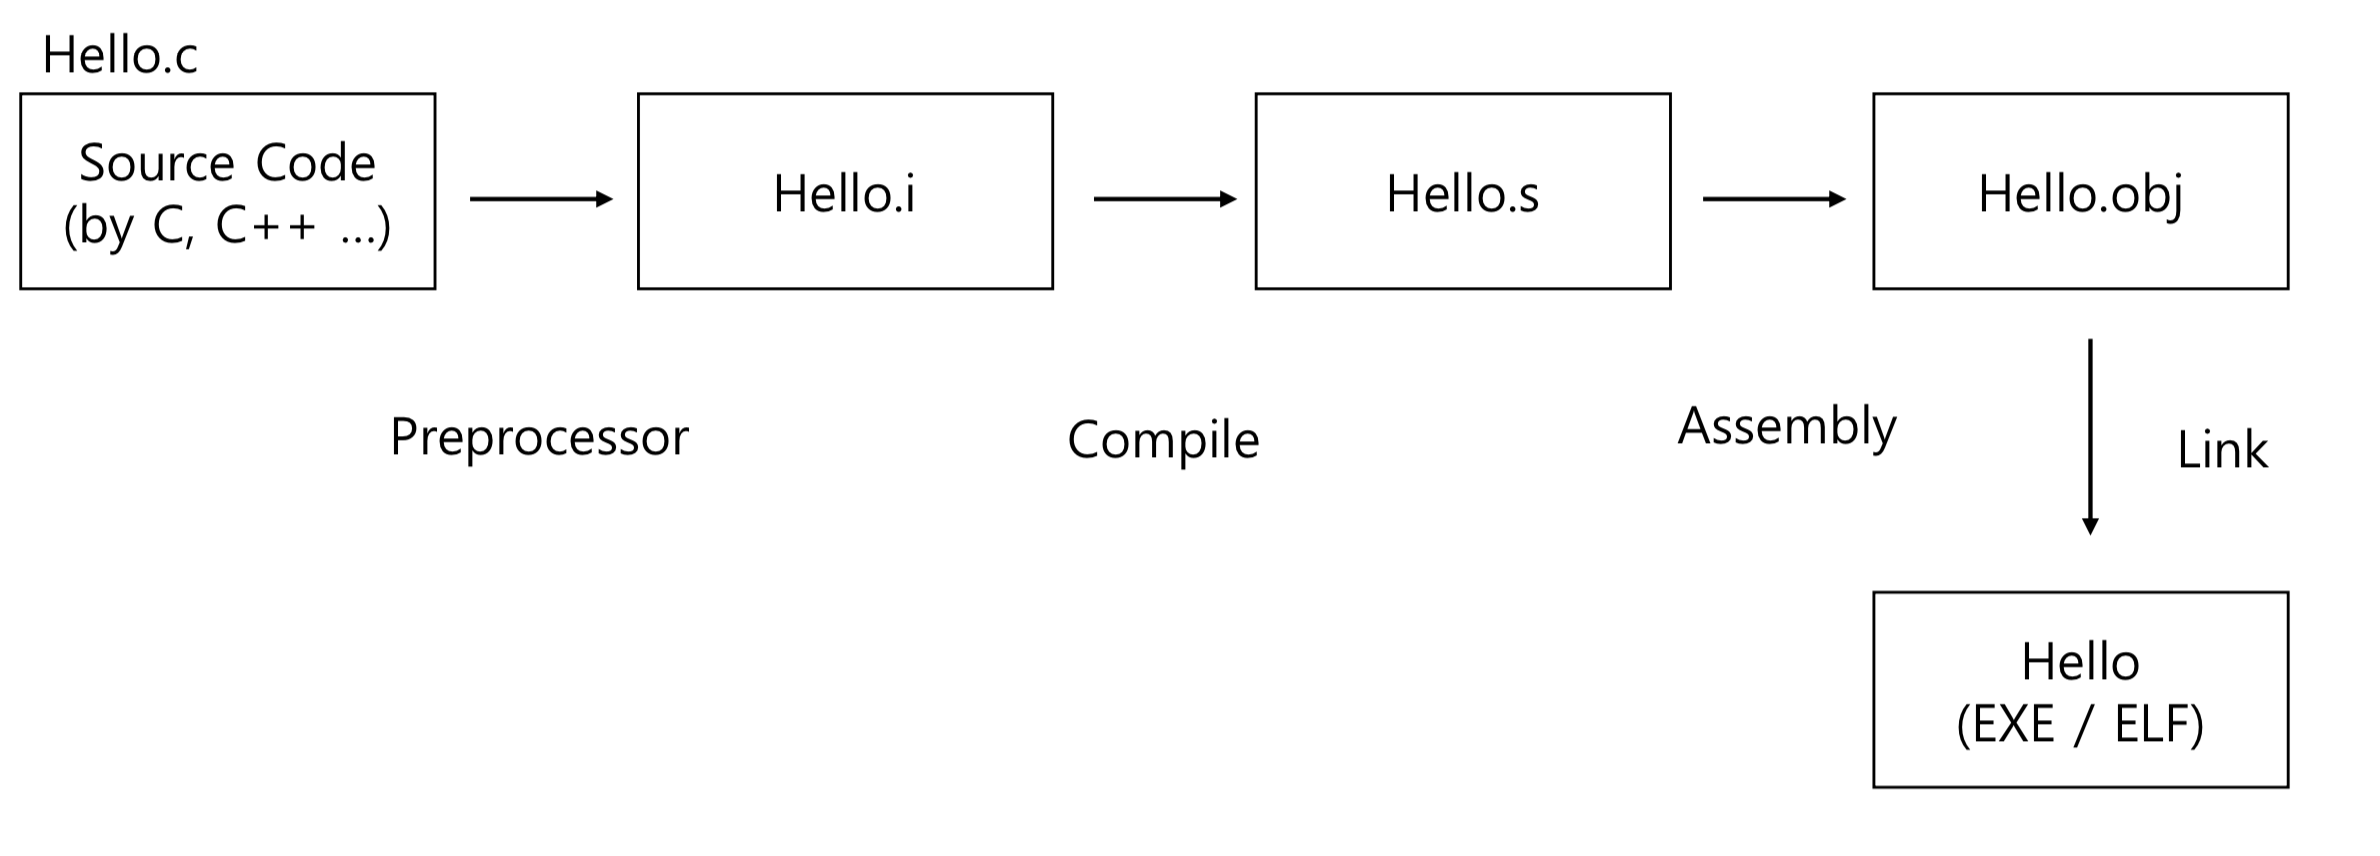 Hello.c
Source Code
(by C, C++ ...)
Hello.i
Hello.s
Hello.obj
Preprocessor
Compile
Assembly
Link
Hello
(EXE / ELF)